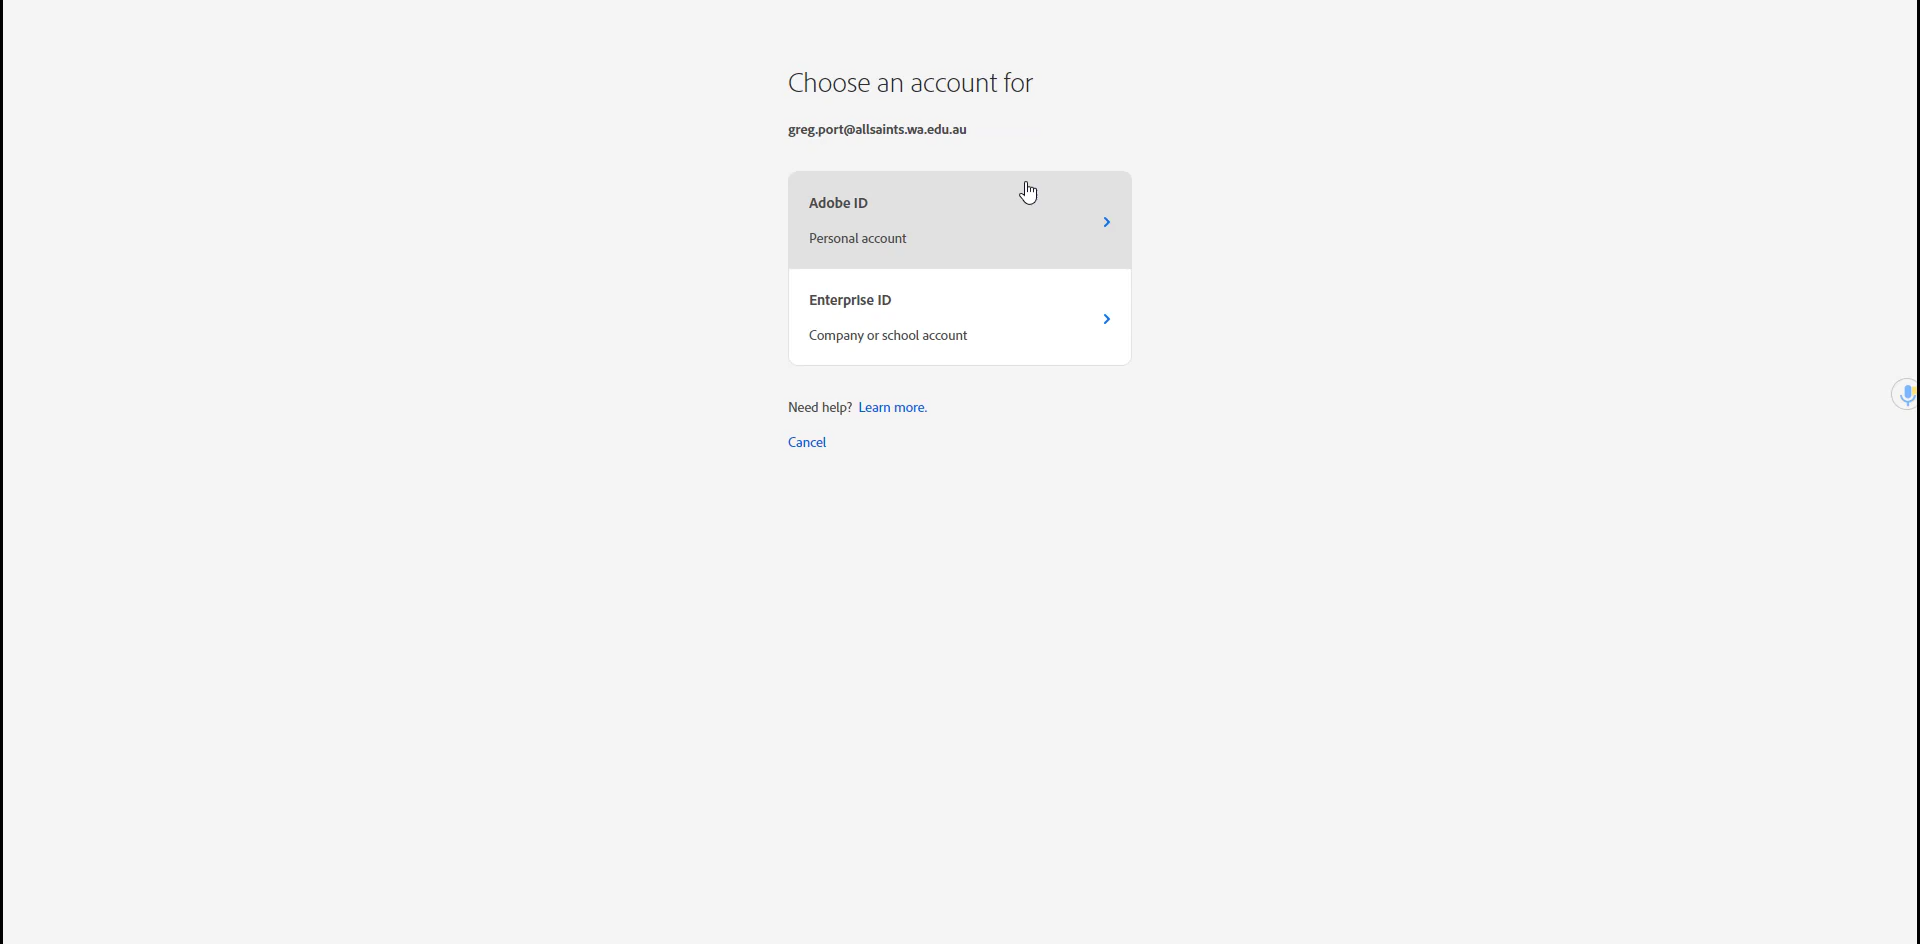 Choose an account for
greg.port@allsaints.wa.edu.au
Adobe ID
Personal account
Enterprise ID
Company or school account
Need help? Learn more.
Cancel